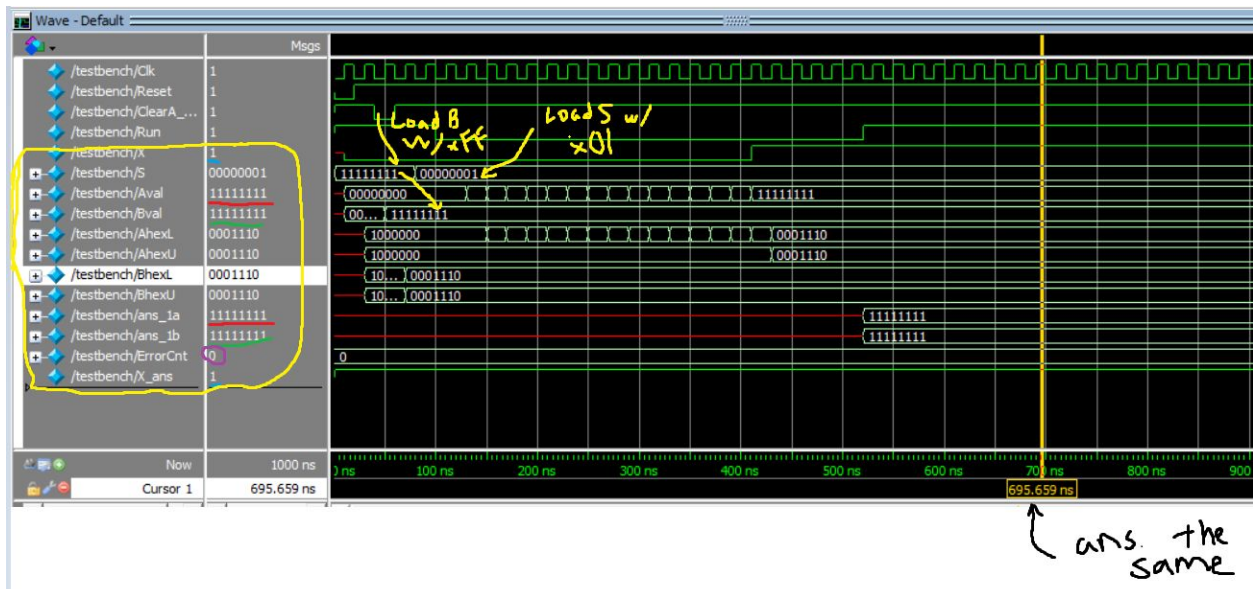 Wave - Default
Msgs
/testbench/Clk 1
/testbench/Reset 1
/testbench/ClearA_... 1
/testbench/Run 1
/testbench/X 1
/testbench/S 00000001 11111111 00000001
/testbench/Aval 11111111 00000000 11111111
/testbench/Bval 11111111 00... 11111111
/testbench/AhexL 0001110 1000000 0001110
/testbench/AhexU 0001110 1000000 0001110
/testbench/BhexL 0001110 10... 0001110
/testbench/BhexU 0001110 10... 0001110
/testbench/ans_1a 11111111 11111111
/testbench/ans_1b 11111111 11111111
/testbench/ErrorCnt 0 0
/testbench/X_ans 1
Load B
w/ xFF
Load S w/
x01
Now 1000 ns
ns 100 ns 200 ns 300 ns 400 ns 500 ns 600 ns 700 ns 800 ns 900
Cursor 1 695.659 ns 695.659 ns
ans. the
same